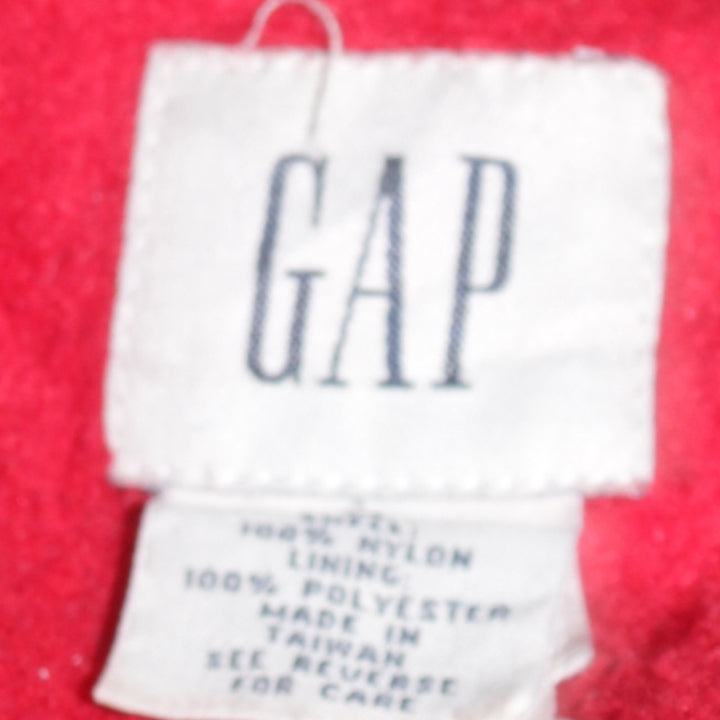 GAP
100% NYLON
LINING:
100% POLYESTER
MADE IN
TAIWAN
SEE REVERSE
FOR CARE